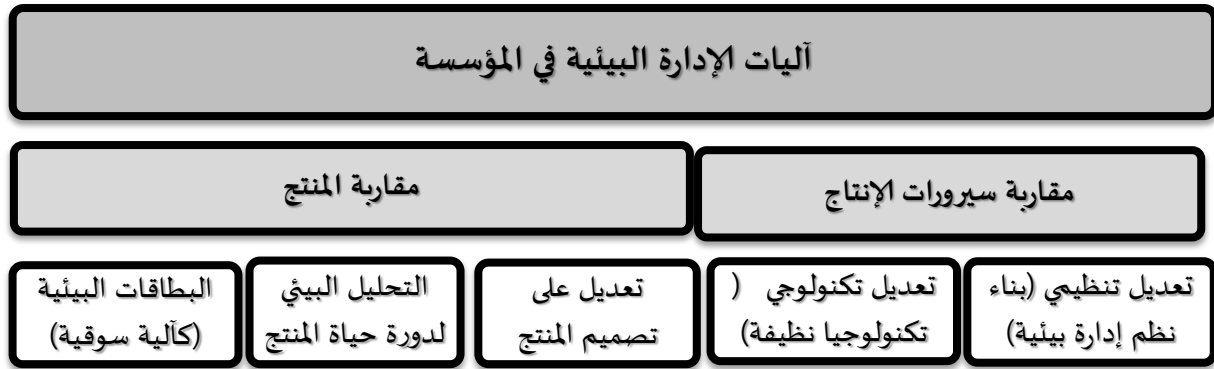 آليات الإدارة البيئية في المؤسسة
مقاربة سيرورات الإنتاج
مقاربة المنتج
تعديل تنظيمي (بناء
نظم إدارة بيئية)
تعديل تكنولوجي (
تكنولوجيا نظيفة)
تعديل على
تصميم المنتج
التحليل البيئي
لدورة حياة المنتج
البطاقات البيئية
(كآلية سوقية)